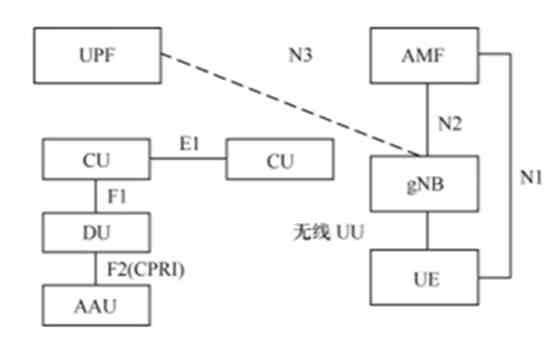 UPF
N3
AMF
N2
E1
CU
CU
gNB
N1
F1
DU
无线 UU
F2(CPRI)
UE
AAU